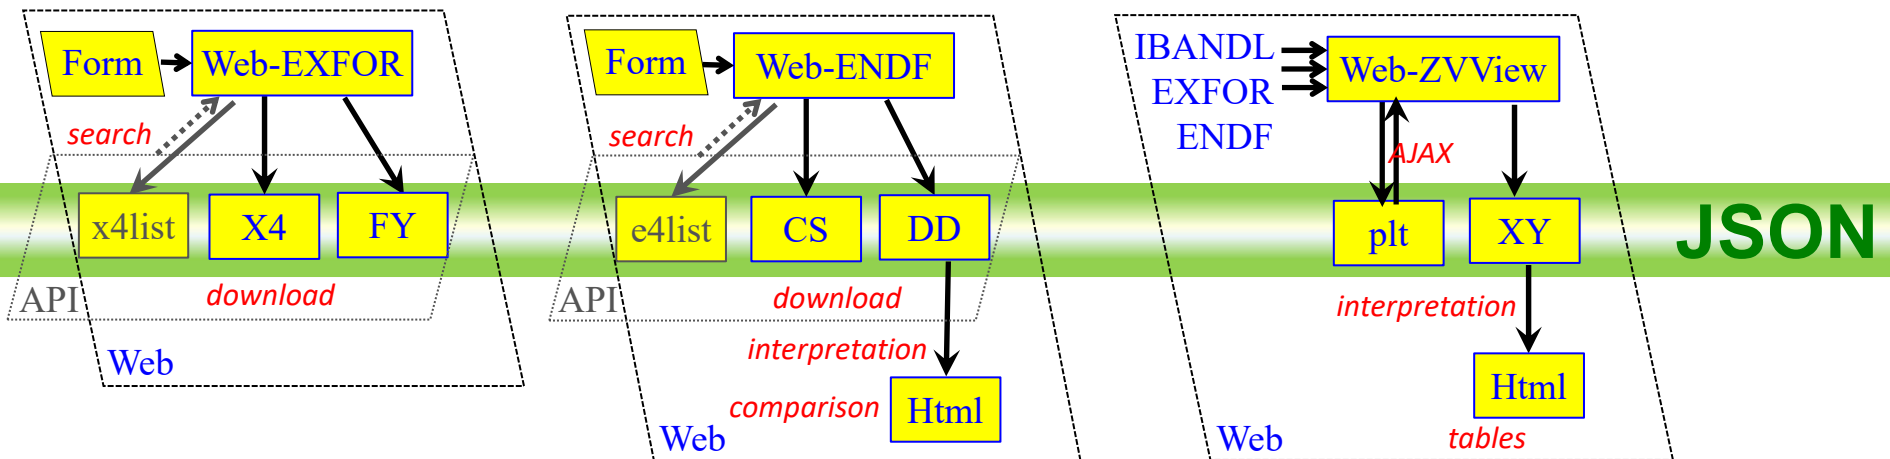 Form
Web-EXFOR
search
x4list
X4
FY
API
download
Web
Form
Web-ENDF
search
e4list
CS
DD
API
download
interpretation
comparison
Html
Web
IBANDL
EXFOR
ENDF
Web-ZVView
AJAX
plt
XY
JSON
interpretation
Html
Web
tables